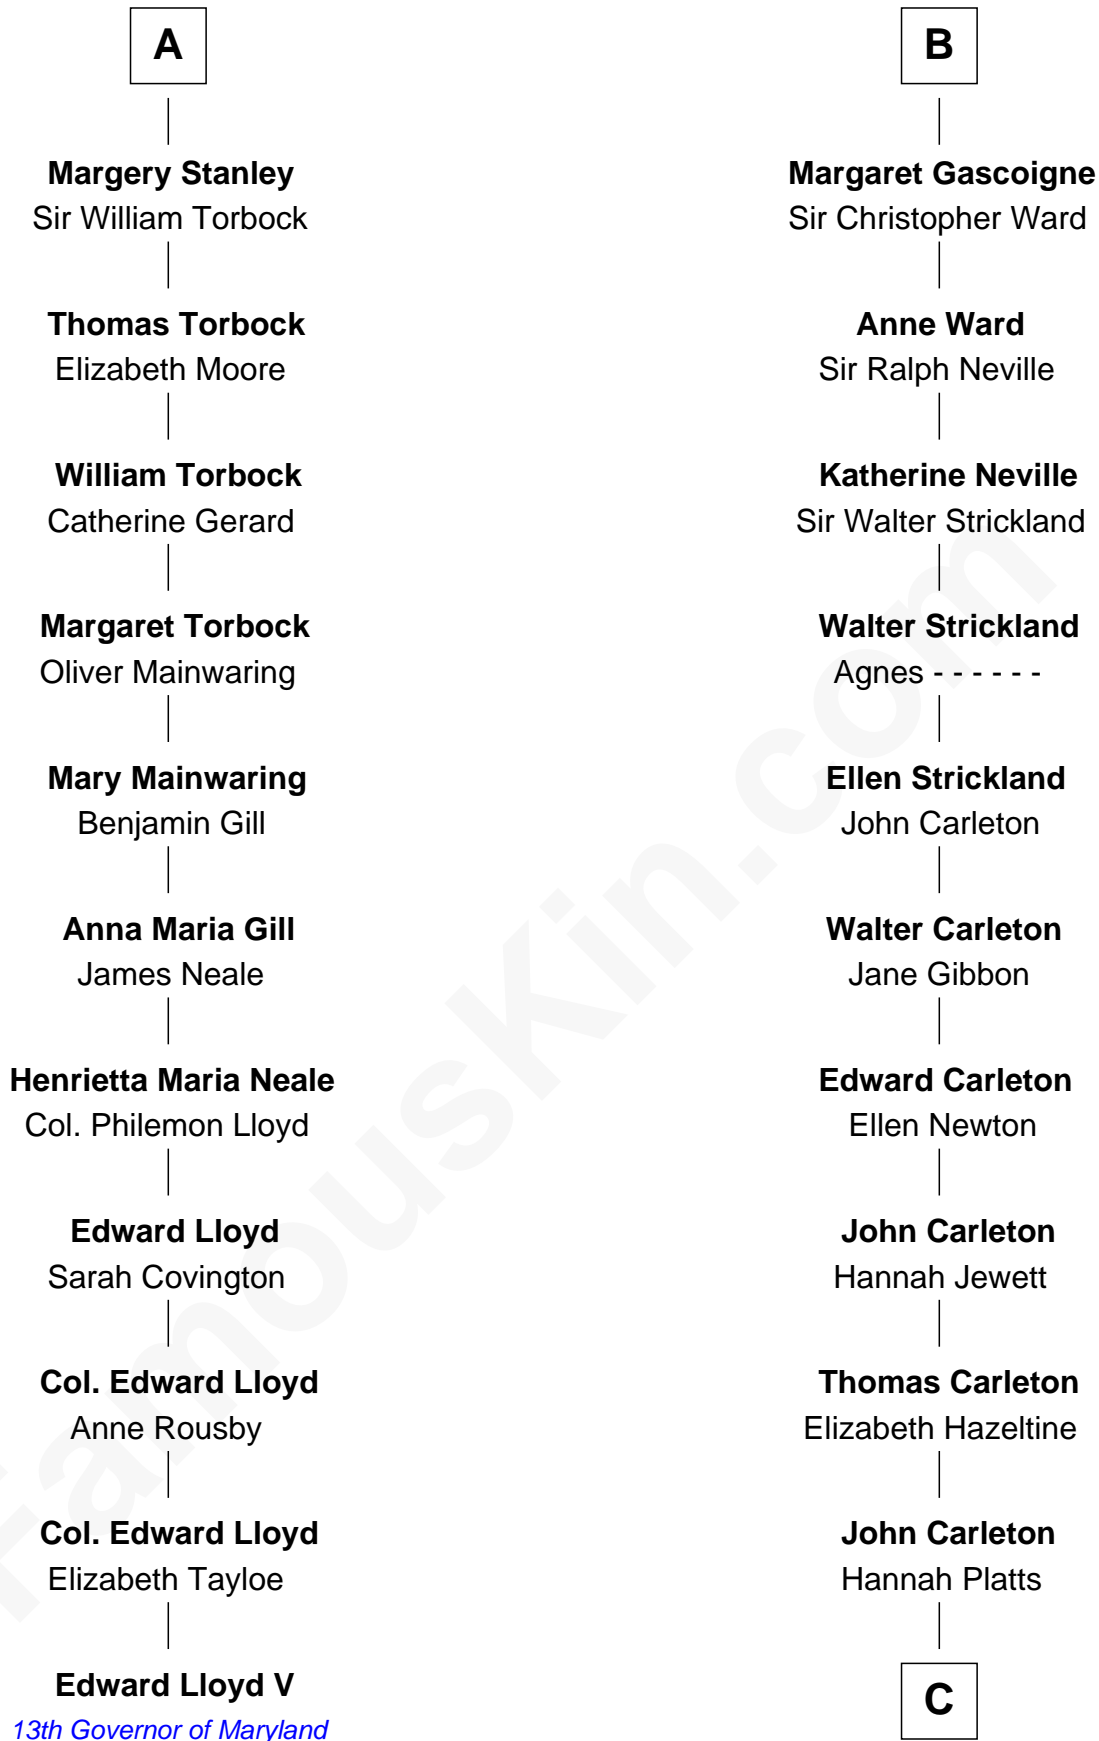 A
Margery Stanley
Sir William Torbock
Thomas Torbock
Elizabeth Moore
William Torbock
Catherine Gerard
Margaret Torbock
Oliver Mainwaring
Mary Mainwaring
Benjamin Gill
Anna Maria Gill
James Neale
Henrietta Maria Neale
Col. Philemon Lloyd
Edward Lloyd
Sarah Covington
Col. Edward Lloyd
Anne Rousby
Col. Edward Lloyd
Elizabeth Tayloe
Edward Lloyd V
13th Governor of Maryland
B
Margaret Gascoigne
Sir Christopher Ward
Anne Ward
Sir Ralph Neville
Katherine Neville
Sir Walter Strickland
Walter Strickland
Agnes - - - - - -
Ellen Strickland
John Carleton
Walter Carleton
Jane Gibbon
Edward Carleton
Ellen Newton
John Carleton
Hannah Jewett
Thomas Carleton
Elizabeth Hazeltine
John Carleton
Hannah Platts
C
FamousKin.com